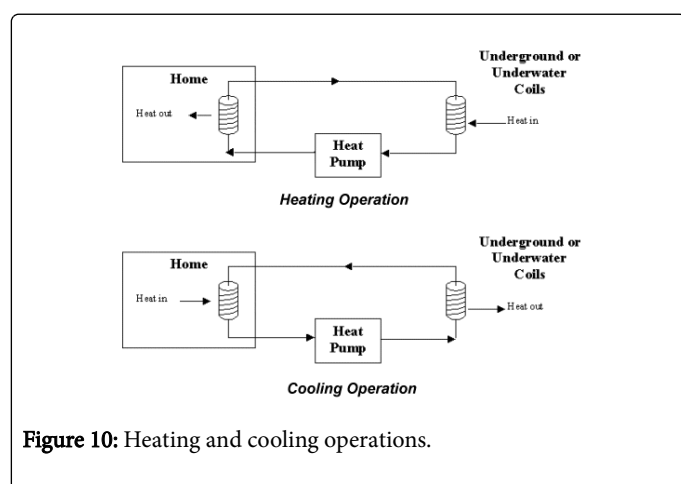 Underground or
Underwater
Coils
Home
Heat out
Heat in
Heat
Pump
Heating Operation
Underground or
Underwater
Coils
Home
Heat in
Heat out
Heat
Pump
Cooling Operation
Figure 10: Heating and cooling operations.